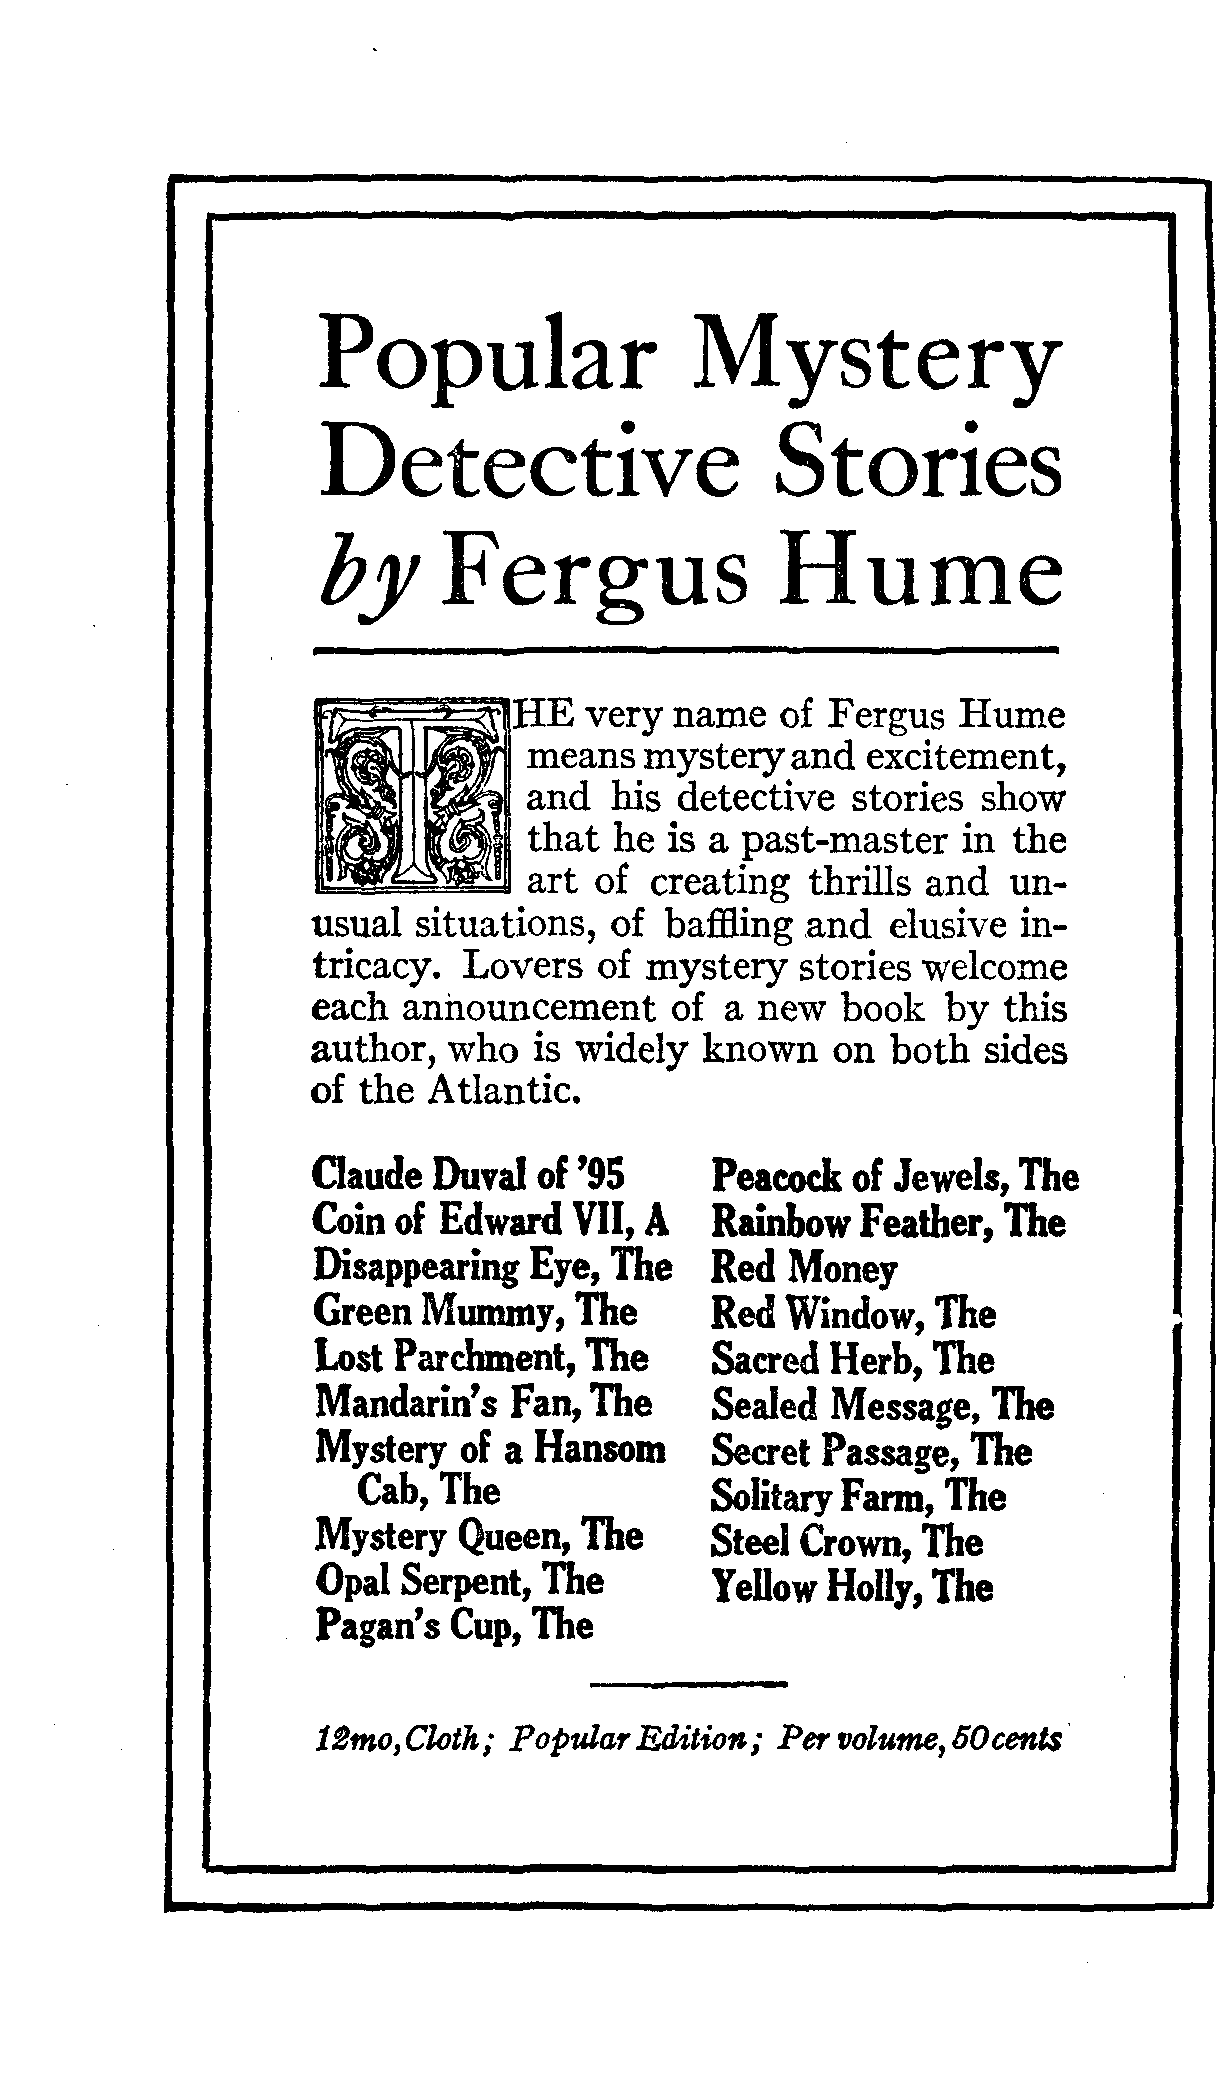 Popular Mystery
Detective Stories
by Fergus Hume
THE very name of Fergus Hume
means mystery and excitement,
and his detective stories show
that he is a past-master in the
art of creating thrills and un-
usual situations, of baffling and elusive in-
tricacy. Lovers of mystery stories welcome
each announcement of a new book by this
author, who is widely known on both sides
of the Atlantic.
Claude Duval of '95
Coin of Edward VII, A
Disappearing Eye, The
Green Mummy, The
Lost Parchment, The
Mandarin's Fan, The
Mystery of a Hansom
Cab, The
Mystery Queen, The
Opal Serpent, The
Pagan's Cup, The
Peacock of Jewels, The
Rainbow Feather, The
Red Money
Red Window, The
Sacred Herb, The
Sealed Message, The
Secret Passage, The
Solitary Farm, The
Steel Crown, The
Yellow Holly, The
12mo, Cloth; Popular Edition; Per volume, 50 cents